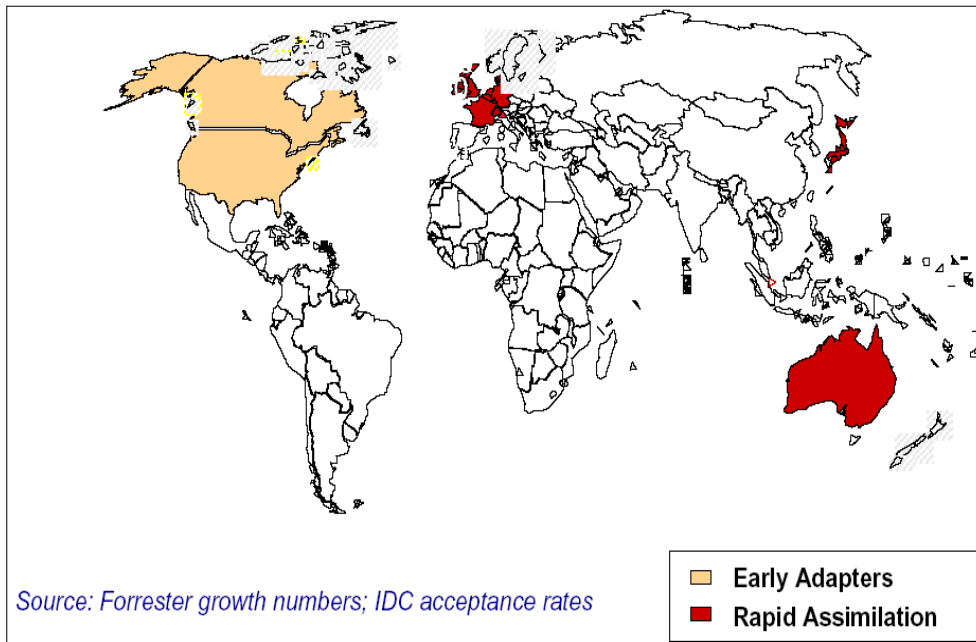 Source: Forrester growth numbers; IDC acceptance rates
Early Adapters
Rapid Assimilation